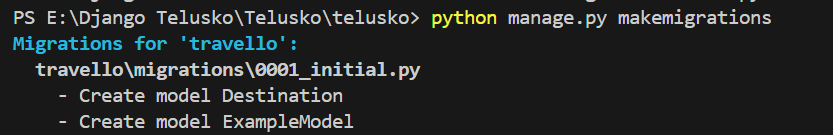 PS E:\Django Telusko\Telusko\telusko> python manage.py makemigrations
Migrations for 'travello':
  travello\migrations\0001_initial.py
    - Create model Destination
    - Create model ExampleModel